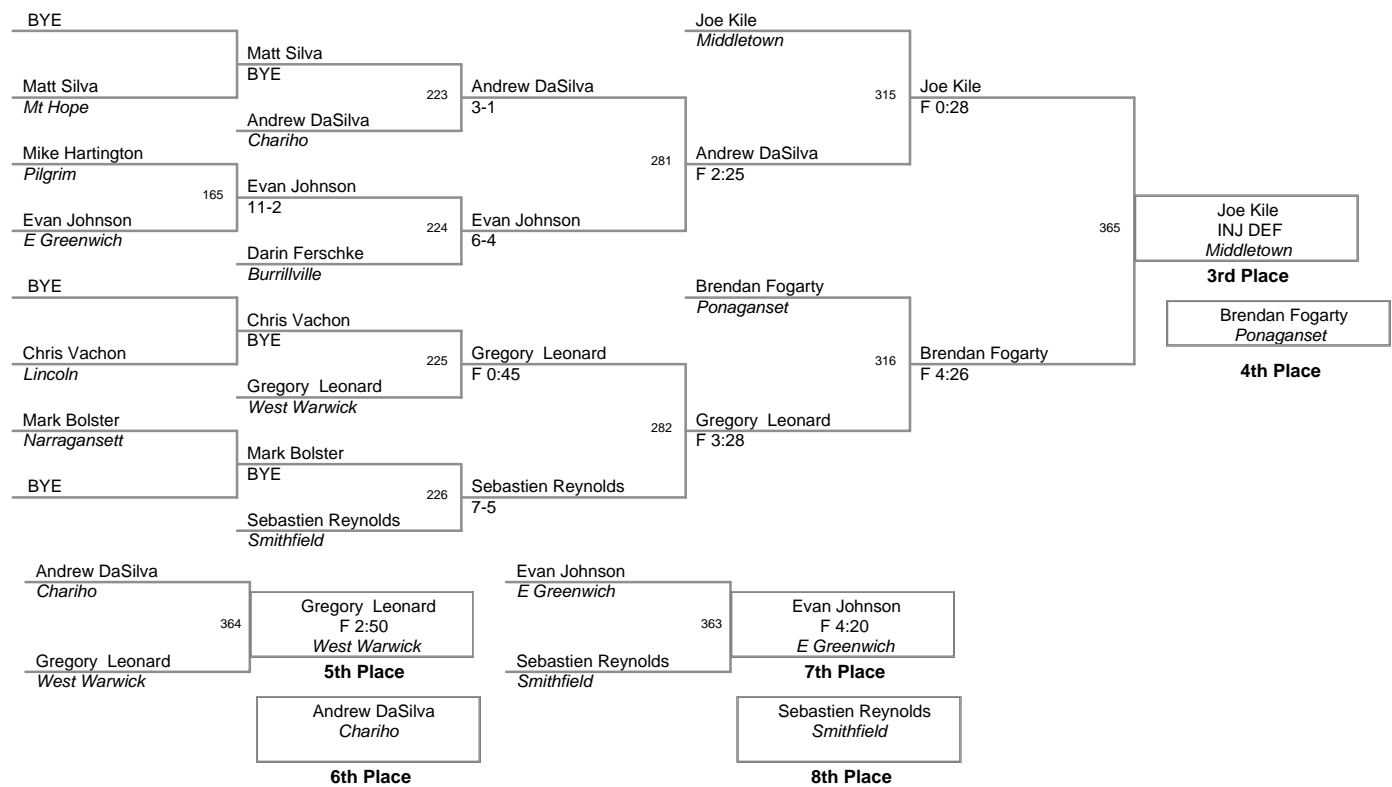 BYE
Matt Silva
Mt Hope
Mike Hartington
Pilgrim
Evan Johnson
E Greenwich
BYE
Chris Vachon
Lincoln
Mark Bolster
Narragansett
BYE
165
Matt Silva
BYE
Andrew DaSilva
Chariho
Evan Johnson
11-2
Darin Ferschke
Burrillville
Chris Vachon
BYE
Gregory Leonard
West Warwick
Mark Bolster
BYE
Sebastien Reynolds
Smithfield
223
224
225
226
Andrew DaSilva
3-1
Evan Johnson
6-4
Gregory Leonard
F 0:45
Sebastien Reynolds
7-5
281
282
Joe Kile
Middletown
Andrew DaSilva
F 2:25
Brendan Fogarty
Ponaganset
Gregory Leonard
F 3:28
315
316
Joe Kile
F 0:28
Brendan Fogarty
F 4:26
365
Joe Kile
INJ DEF
Middletown
3rd Place
Brendan Fogarty
Ponaganset
4th Place
Andrew DaSilva
Chariho
Gregory Leonard
West Warwick
364
Gregory Leonard
F 2:50
West Warwick
5th Place
Andrew DaSilva
Chariho
6th Place
Evan Johnson
E Greenwich
Sebastien Reynolds
Smithfield
363
Evan Johnson
F 4:20
E Greenwich
7th Place
Sebastien Reynolds
Smithfield
8th Place